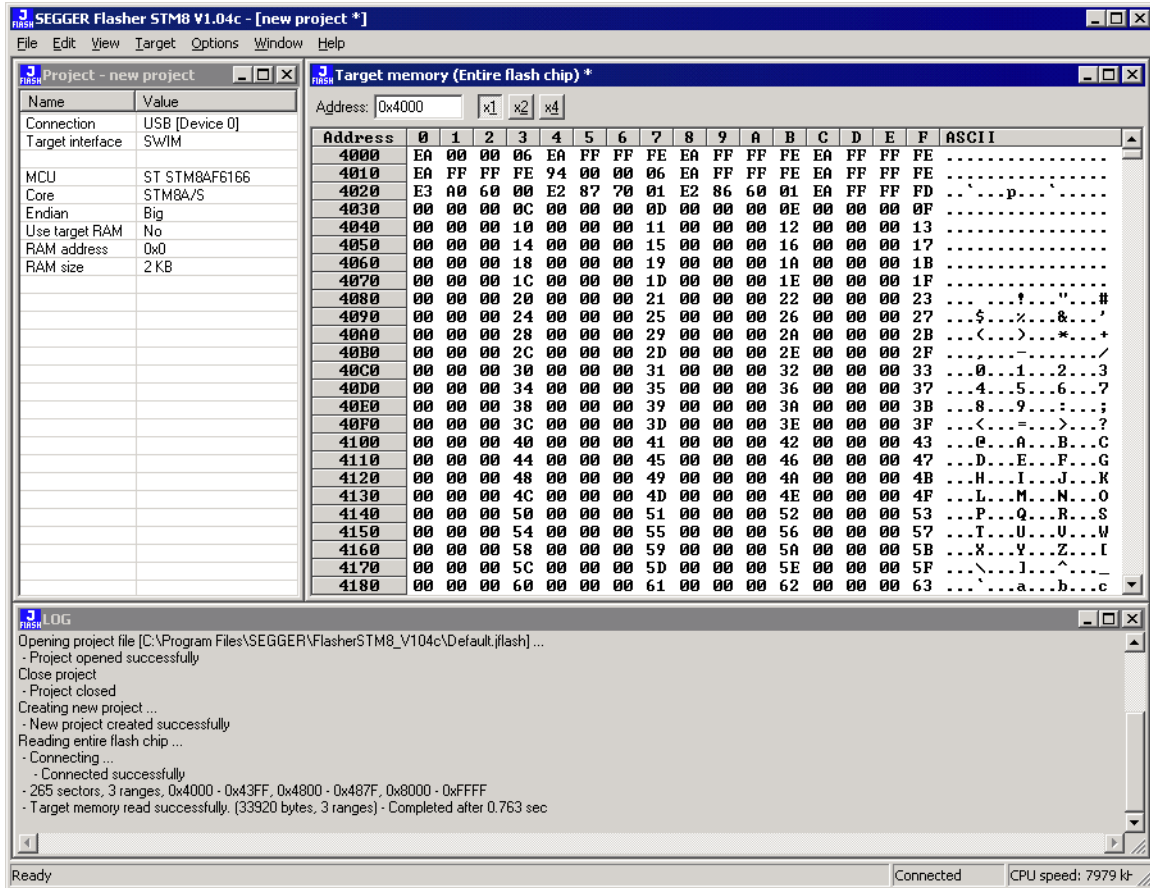 SEGGER Flasher STM8 V1.04c - [new project *]
File Edit View Target Options Window Help
Project - new project
Name Value
Connection USB [Device 0]
Target interface SWIM
MCU ST STM8AF6166
Core STM8A/S
Endian Big
Use target RAM No
RAM address 0x0
RAM size 2 KB
Target memory (Entire flash chip) *
Address: 0x4000 x1 x2 x4
Address 0 1 2 3 4 5 6 7 8 9 A B C D E F ASCII
4000 EA 00 00 06 EA FF FF FE EA FF FF FE EA FF FF FE ................
4010 EA FF FF FE 94 00 00 06 EA FF FF FE EA FF FF FE ................
4020 E3 A0 60 00 E2 87 70 01 E2 86 60 01 EA FF FF FD ..`...p...`.....
4030 00 00 00 0C 00 00 00 0D 00 00 00 0E 00 00 00 0F ................
4040 00 00 00 10 00 00 00 11 00 00 00 12 00 00 00 13 ................
4050 00 00 00 14 00 00 00 15 00 00 00 16 00 00 00 17 ................
4060 00 00 00 18 00 00 00 19 00 00 00 1A 00 00 00 1B ................
4070 00 00 00 1C 00 00 00 1D 00 00 00 1E 00 00 00 1F ................
4080 00 00 00 20 00 00 00 21 00 00 00 22 00 00 00 23 ... ...!..."...#
4090 00 00 00 24 00 00 00 25 00 00 00 26 00 00 00 27 ...$...%...&...'
40A0 00 00 00 28 00 00 00 29 00 00 00 2A 00 00 00 2B ...(...)...*...+
40B0 00 00 00 2C 00 00 00 2D 00 00 00 2E 00 00 00 2F ...,...-......./
40C0 00 00 00 30 00 00 00 31 00 00 00 32 00 00 00 33 ...0...1...2...3
40D0 00 00 00 34 00 00 00 35 00 00 00 36 00 00 00 37 ...4...5...6...7
40E0 00 00 00 38 00 00 00 39 00 00 00 3A 00 00 00 3B ...8...9...:...;
40F0 00 00 00 3C 00 00 00 3D 00 00 00 3E 00 00 00 3F ...<...=...>...?
4100 00 00 00 40 00 00 00 41 00 00 00 42 00 00 00 43 ...@...A...B...C
4110 00 00 00 44 00 00 00 45 00 00 00 46 00 00 00 47 ...D...E...F...G
4120 00 00 00 48 00 00 00 49 00 00 00 4A 00 00 00 4B ...H...I...J...K
4130 00 00 00 4C 00 00 00 4D 00 00 00 4E 00 00 00 4F ...L...M...N...O
4140 00 00 00 50 00 00 00 51 00 00 00 52 00 00 00 53 ...P...Q...R...S
4150 00 00 00 54 00 00 00 55 00 00 00 56 00 00 00 57 ...T...U...V...W
4160 00 00 00 58 00 00 00 59 00 00 00 5A 00 00 00 5B ...X...Y...Z...[
4170 00 00 00 5C 00 00 00 5D 00 00 00 5E 00 00 00 5F ...\...]...^..._
4180 00 00 00 60 00 00 00 61 00 00 00 62 00 00 00 63 ...`...a...b...c
LOG
Opening project file [C:\Program Files\SEGGER\FlasherSTM8_V104c\Default.jflash] ...
- Project opened successfully
Close project
- Project closed
Creating new project ...
- New project created successfully
Reading entire flash chip ...
- Connecting ...
- Connected successfully
- 265 sectors, 3 ranges, 0x4000 - 0x43FF, 0x4800 - 0x487F, 0x8000 - 0xFFFF
- Target memory read successfully. (33920 bytes, 3 ranges) - Completed after 0.763 sec
Ready Connected CPU speed: 7979 kH